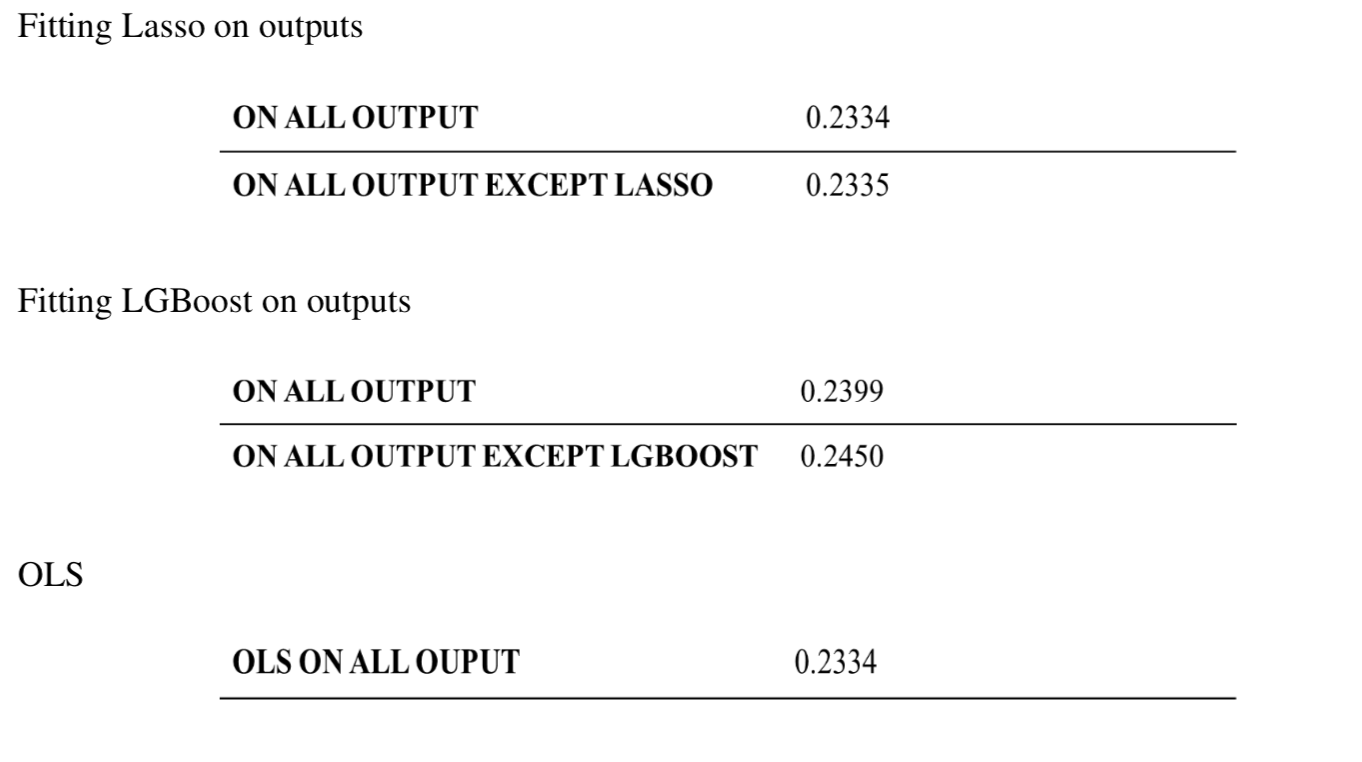 Fitting Lasso on outputs
ON ALL OUTPUT 0.2334
ON ALL OUTPUT EXCEPT LASSO 0.2335
Fitting LGBoost on outputs
ON ALL OUTPUT 0.2399
ON ALL OUTPUT EXCEPT LGBOOST 0.2450
OLS
OLS ON ALL OUPUT 0.2334